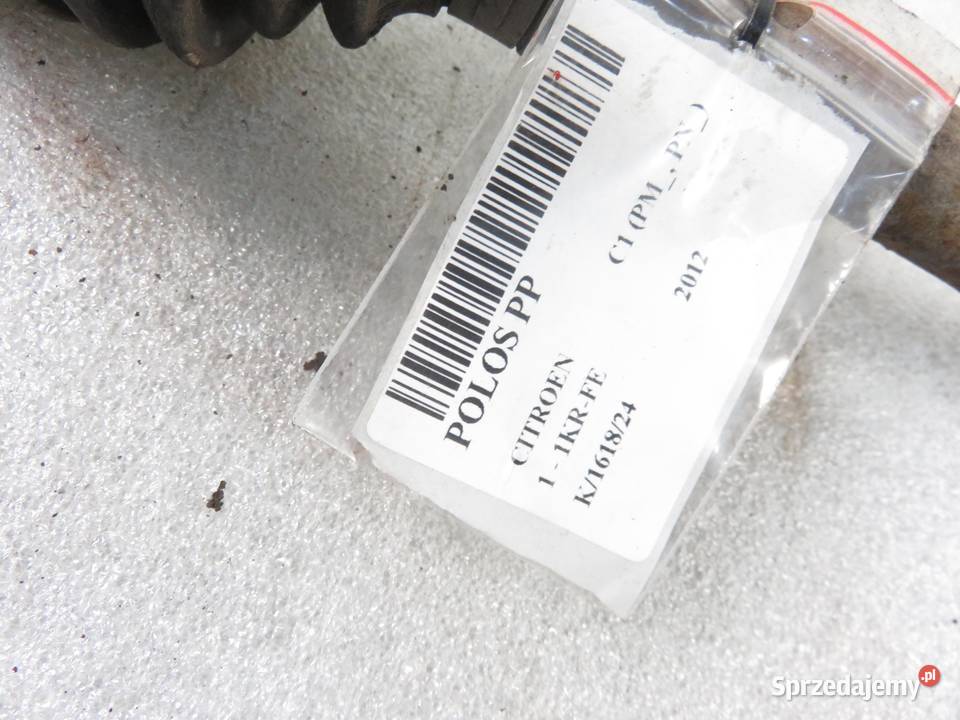 POLOS PP
CITROEN C1 (PM_, PN_)
1 - 1KR-FE 2012
K/1618/24
Sprzedajemy.pl